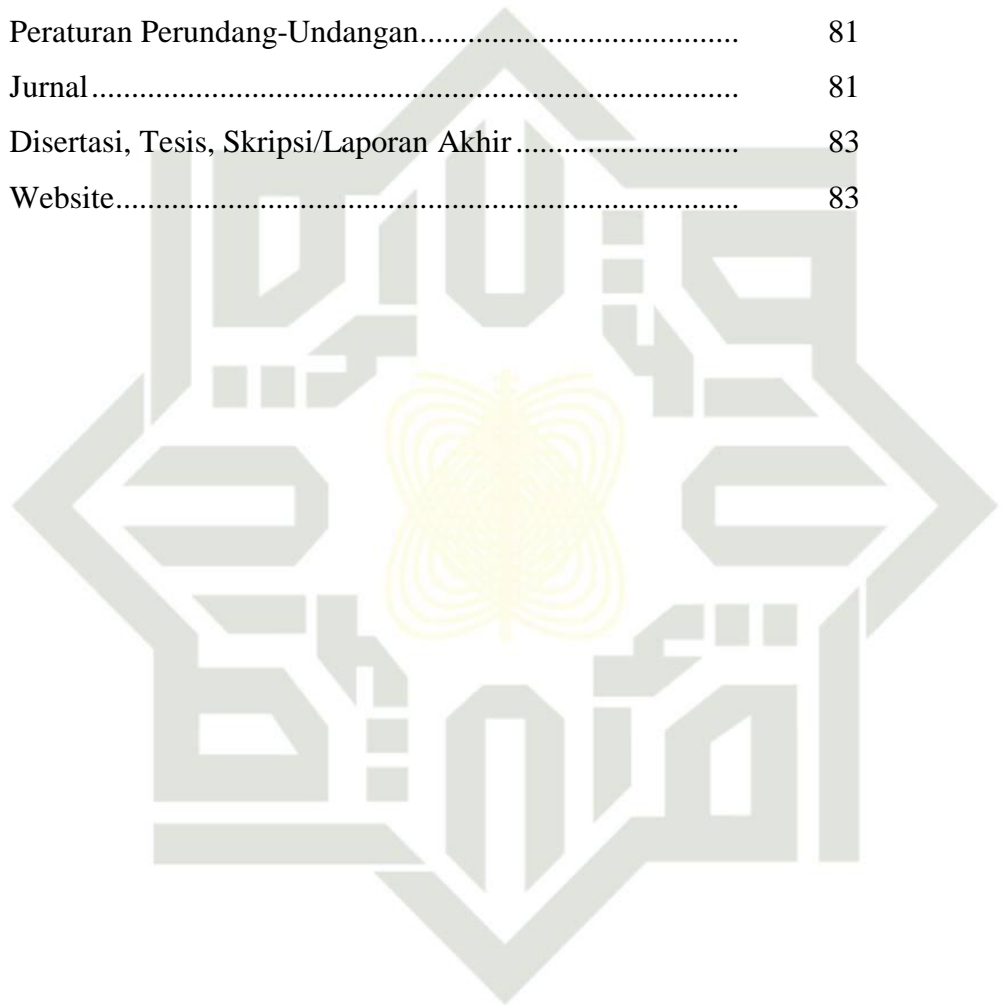 Peraturan Perundang-Undangan....................................... 81
Jurnal............................................................................... 81
Disertasi, Tesis, Skripsi/Laporan Akhir........................... 83
Website............................................................................ 83